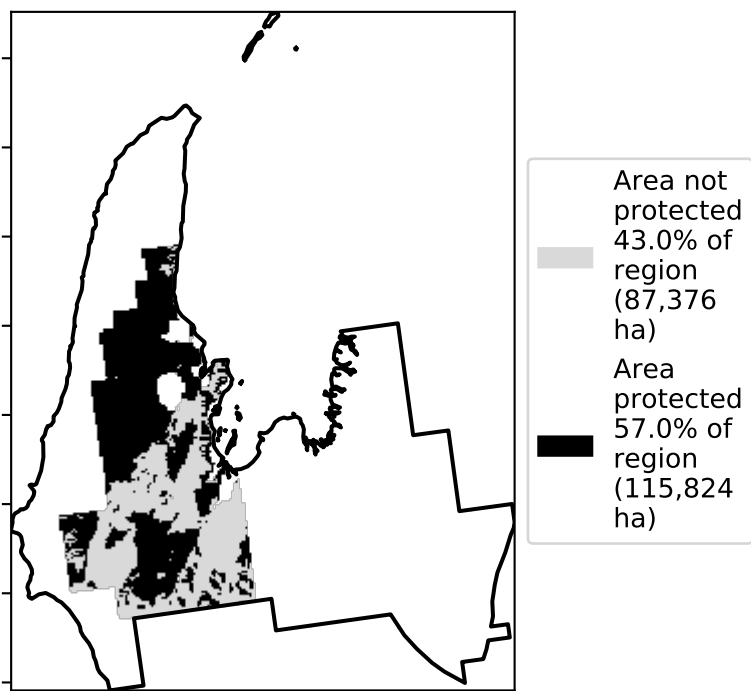 Area not
protected
43.0% of
region
(87,376
ha)
Area
protected
57.0% of
region
(115,824
ha)